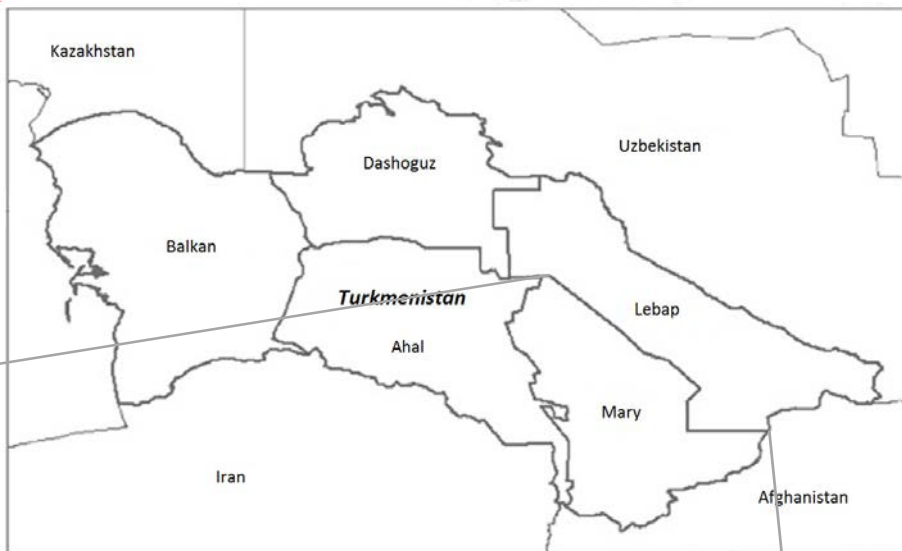 Kazakhstan
Uzbekistan
Dashoguz
Balkan
Turkmenistan
Lebap
Ahal
Mary
Iran
Afghanistan